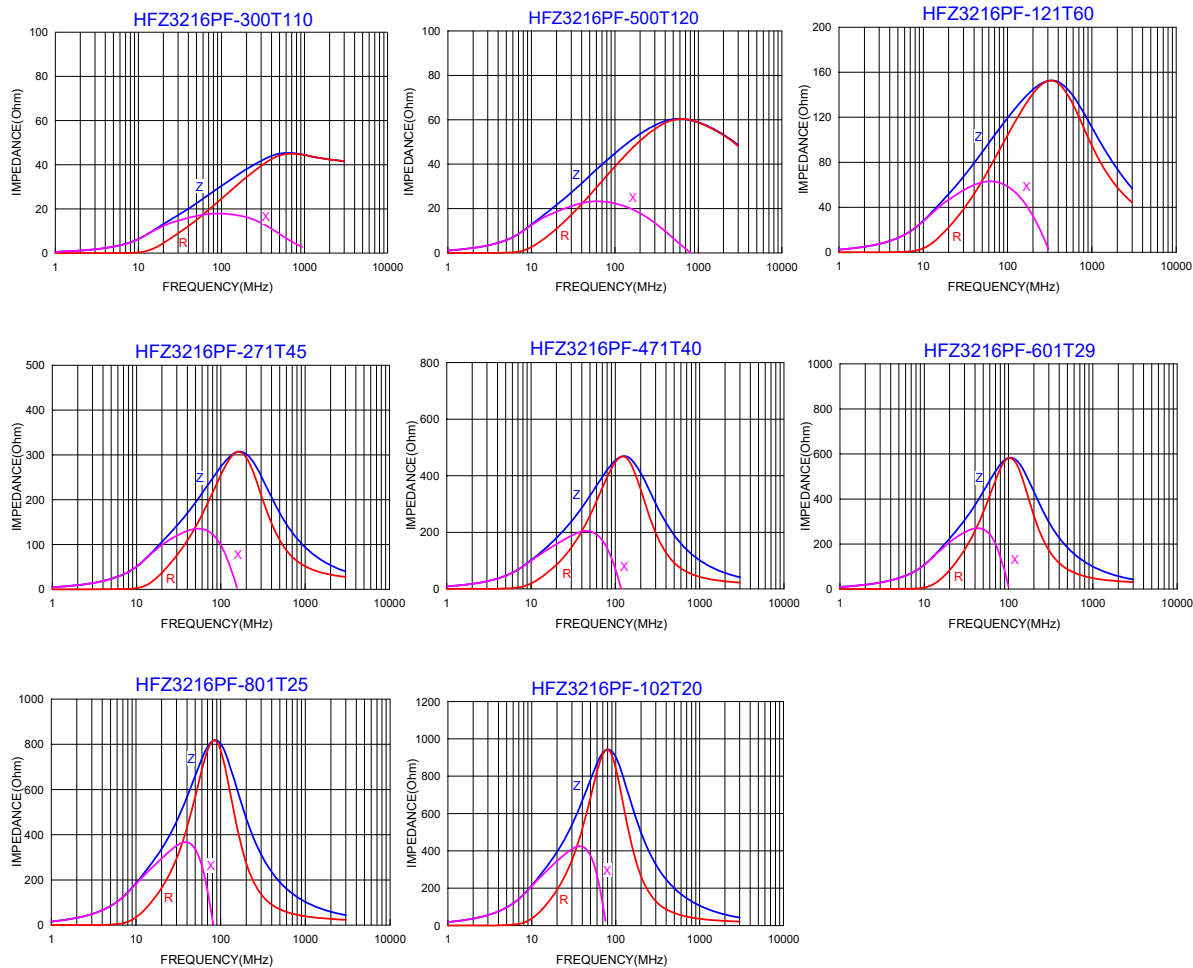 HFZ3216PF-300T110
IMPEDANCE(Ohm)
100
80
60
40
20
0
Z
X
R
1
10
100
1000
10000
FREQUENCY(MHz)
HFZ3216PF-500T120
IMPEDANCE(Ohm)
100
80
60
40
20
0
Z
X
R
1
10
100
1000
10000
FREQUENCY(MHz)
HFZ3216PF-121T60
IMPEDANCE(Ohm)
200
160
120
80
40
0
Z
X
R
1
10
100
1000
10000
FREQUENCY(MHz)
HFZ3216PF-271T45
IMPEDANCE(Ohm)
500
400
300
200
100
0
Z
X
R
1
10
100
1000
10000
FREQUENCY(MHz)
HFZ3216PF-471T40
IMPEDANCE(Ohm)
800
600
400
200
0
Z
X
R
1
10
100
1000
10000
FREQUENCY(MHz)
HFZ3216PF-601T29
IMPEDANCE(Ohm)
1000
800
600
400
200
0
Z
X
R
1
10
100
1000
10000
FREQUENCY(MHz)
HFZ3216PF-801T25
IMPEDANCE(Ohm)
1000
800
600
400
200
0
Z
X
R
1
10
100
1000
10000
FREQUENCY(MHz)
HFZ3216PF-102T20
IMPEDANCE(Ohm)
1200
1000
800
600
400
200
0
Z
X
R
1
10
100
1000
10000
FREQUENCY(MHz)